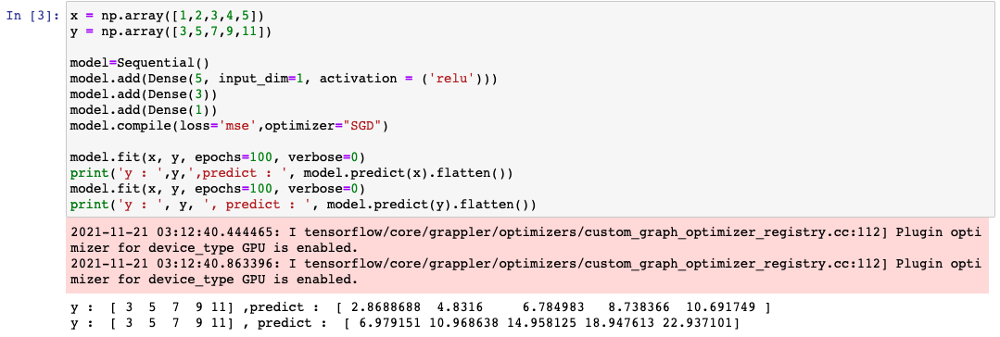 In [3]: x = np.array([1,2,3,4,5])
y = np.array([3,5,7,9,11])
model=Sequential()
model.add(Dense(5, input_dim=1, activation = ('relu')))
model.add(Dense(3))
model.add(Dense(1))
model.compile(loss='mse',optimizer="SGD")
model.fit(x, y, epochs=100, verbose=0)
print('y : ',y,',predict : ', model.predict(x).flatten())
model.fit(x, y, epochs=100, verbose=0)
print('y : ', y, ', predict : ', model.predict(y).flatten())
2021-11-21 03:12:40.444465: I tensorflow/core/grappler/optimizers/custom_graph_optimizer_registry.cc:112] Plugin opti
mizer for device_type GPU is enabled.
2021-11-21 03:12:40.863396: I tensorflow/core/grappler/optimizers/custom_graph_optimizer_registry.cc:112] Plugin opti
mizer for device_type GPU is enabled.
y :  [ 3  5  7  9 11] ,predict :  [ 2.8688688  4.8316     6.784983   8.738366  10.691749 ]
y :  [ 3  5  7  9 11] , predict :  [ 6.979151 10.968638 14.958125 18.947613 22.937101]